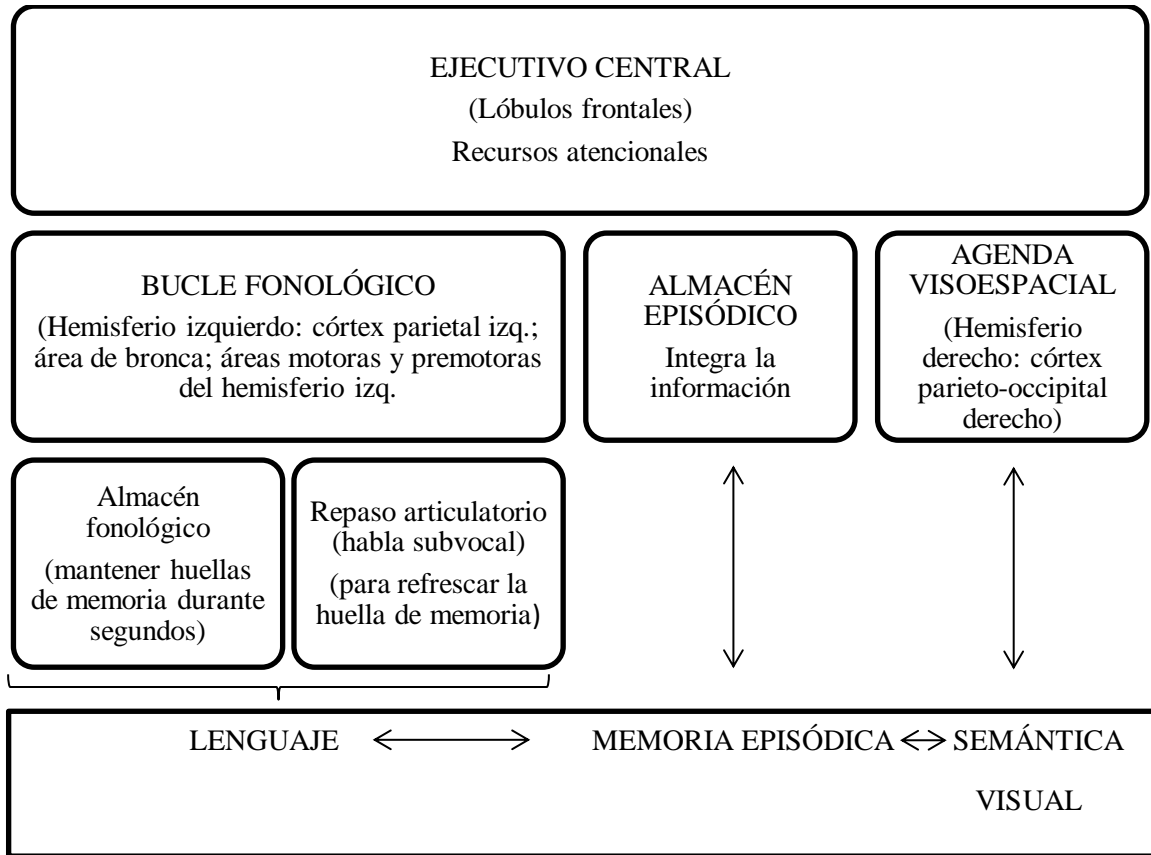 EJECUTIVO CENTRAL
(Lóbulos frontales)
Recursos atencionales
BUCLE FONOLÓGICO
(Hemisferio izquierdo: córtex parietal izq.;
área de bronca; áreas motoras y premotoras
del hemisferio izq.
ALMACÉN
EPISÓDICO
Integra la
información
AGENDA
VISOESPACIAL
(Hemisferio
derecho: córtex
parieto-occipital
derecho)
Almacén
fonológico
(mantener huellas
de memoria durante
segundos)
Repaso articulatorio
(habla subvocal)
(para refrescar la
huella de memoria)
LENGUAJE
MEMORIA EPISÓDICA
SEMÁNTICA
VISUAL